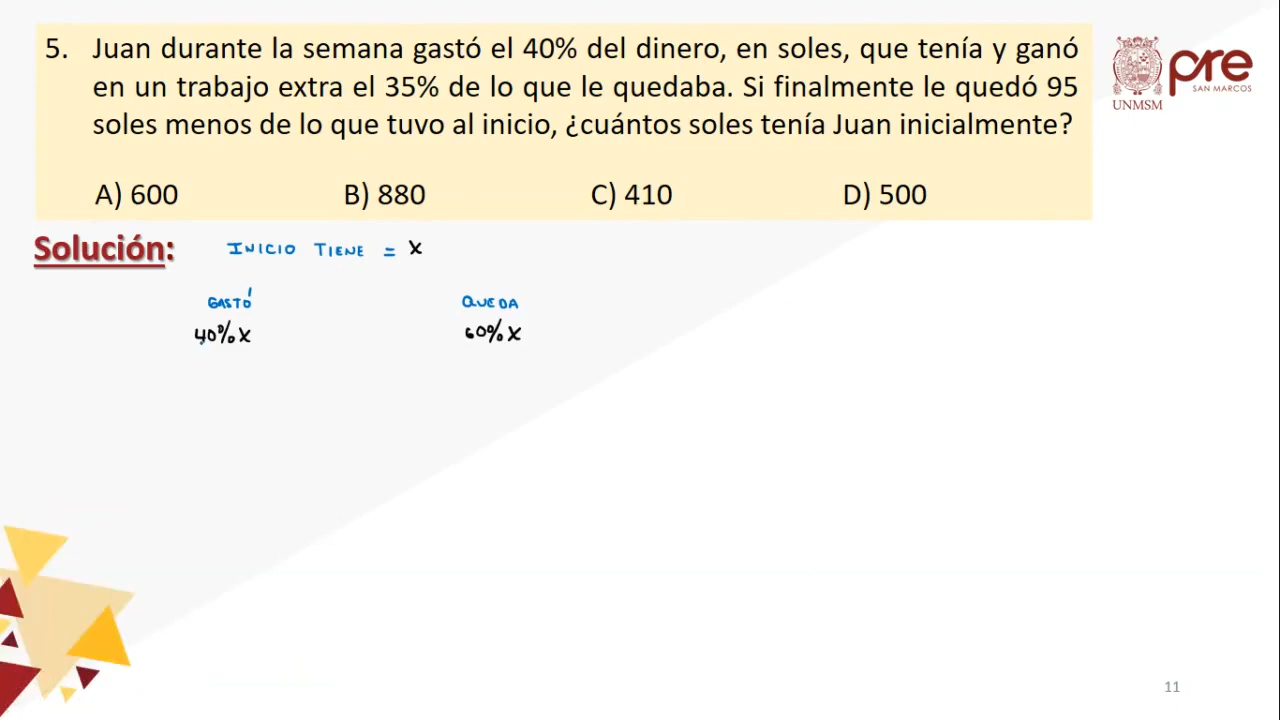 5. Juan durante la semana gastó el 40% del dinero, en soles, que tenía y ganó
en un trabajo extra el 35% de lo que le quedaba. Si finalmente le quedó 95
soles menos de lo que tuvo al inicio, ¿cuántos soles tenía Juan inicialmente?
A) 600 B) 880 C) 410 D) 500
pre
SAN MARCOS
UNMSM
Solución:
INICIO TIENE = X
GASTÓ QUEDA
40%X 60%X
11